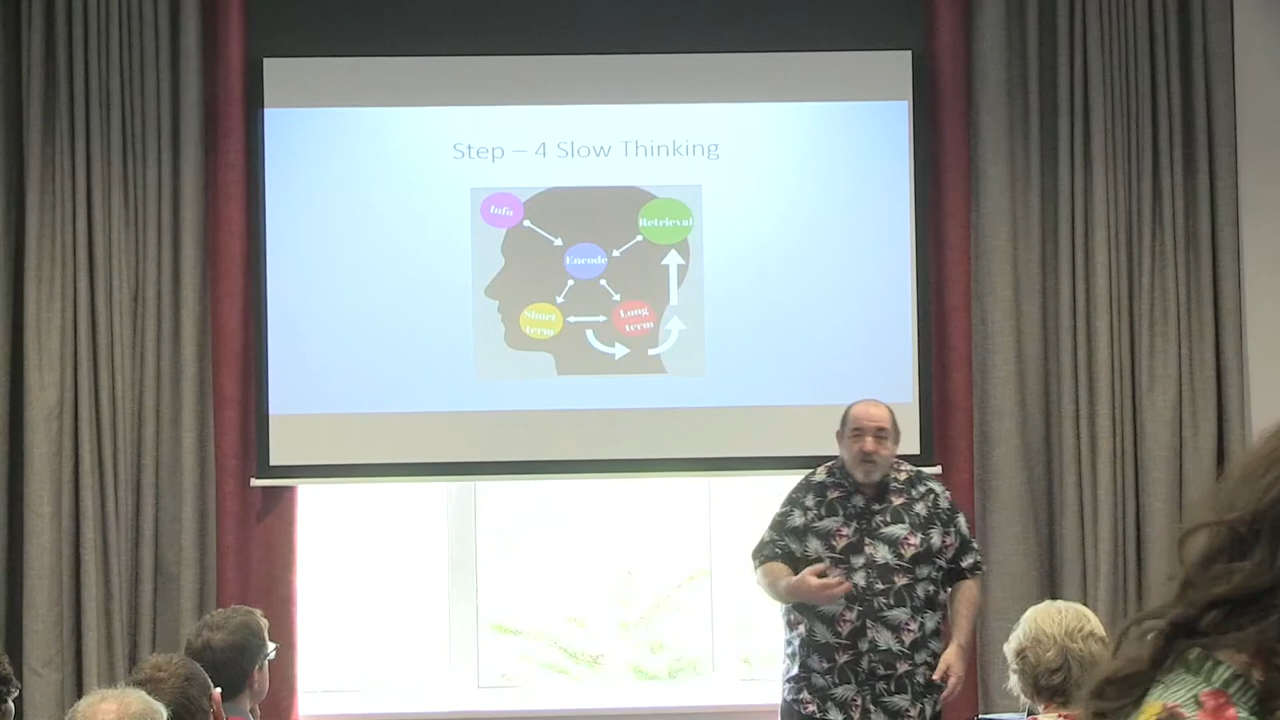 Step – 4 Slow Thinking
Info
Retrieval
Encode
Short
term
Long
term